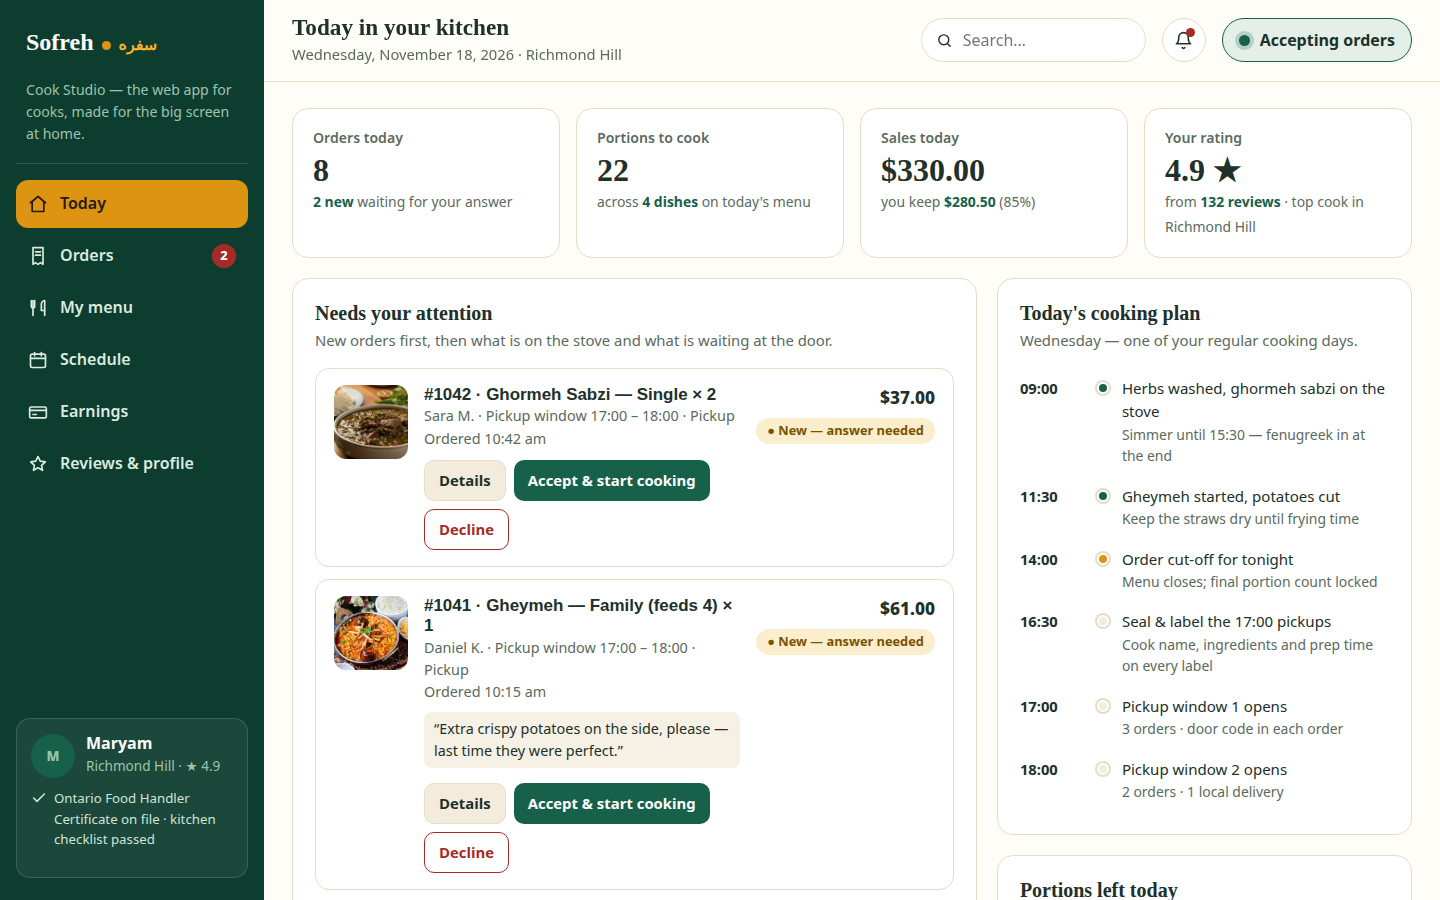 Sofreh سفره
Cook Studio — the web app for
cooks, made for the big screen
at home.
Today
Orders 2
My menu
Schedule
Earnings
Reviews & profile
M
Maryam
Richmond Hill · ★ 4.9
Ontario Food Handler
Certificate on file · kitchen
checklist passed
Today in your kitchen
Wednesday, November 18, 2026 · Richmond Hill
Search...
Accepting orders
Orders today
8
2 new waiting for your answer
Portions to cook
22
across 4 dishes on today's menu
Sales today
$330.00
you keep $280.50 (85%)
Your rating
4.9 ★
from 132 reviews · top cook in
Richmond Hill
Needs your attention
New orders first, then what is on the stove and what is waiting at the door.
#1042 · Ghormeh Sabzi — Single × 2
Sara M. · Pickup window 17:00 – 18:00 · Pickup
Ordered 10:42 am
$37.00
● New — answer needed
Details
Accept & start cooking
Decline
#1041 · Gheymeh — Family (feeds 4) ×
1
Daniel K. · Pickup window 17:00 – 18:00 ·
Pickup
Ordered 10:15 am
$61.00
● New — answer needed
“Extra crispy potatoes on the side, please —
last time they were perfect.”
Details
Accept & start cooking
Decline
Today's cooking plan
Wednesday — one of your regular cooking days.
09:00 Herbs washed, ghormeh sabzi on the
stove
Simmer until 15:30 — fenugreek in at
the end
11:30 Gheymeh started, potatoes cut
Keep the straws dry until frying time
14:00 Order cut-off for tonight
Menu closes; final portion count locked
16:30 Seal & label the 17:00 pickups
Cook name, ingredients and prep time
on every label
17:00 Pickup window 1 opens
3 orders · door code in each order
18:00 Pickup window 2 opens
2 orders · 1 local delivery
Portions left today